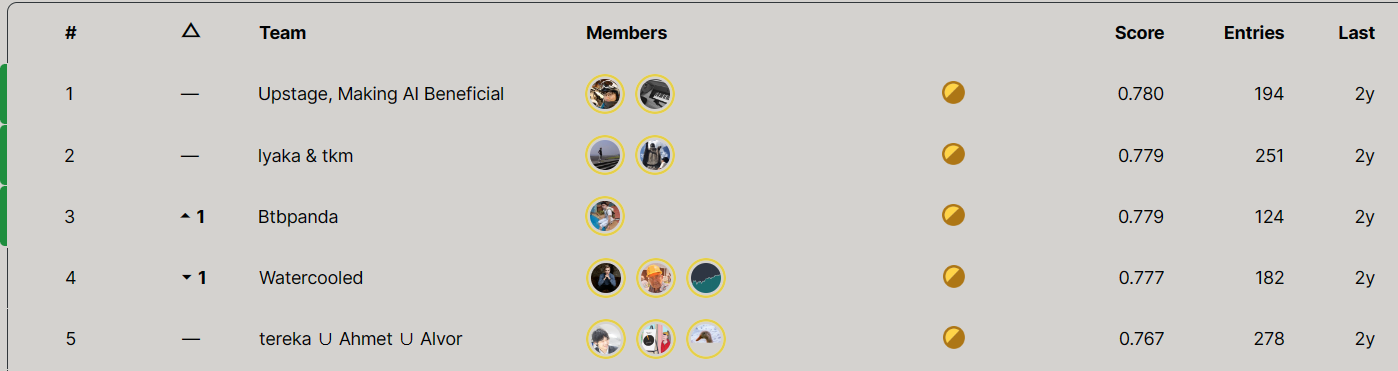 # △ Team Members Score Entries Last
1 — Upstage, Making AI Beneficial 0.780 194 2y
2 — lyaka & tkm 0.779 251 2y
3 ▲ 1 Btbpanda 0.779 124 2y
4 ▼ 1 Watercooled 0.777 182 2y
5 — tereka ∪ Ahmet ∪ Alvor 0.767 278 2y